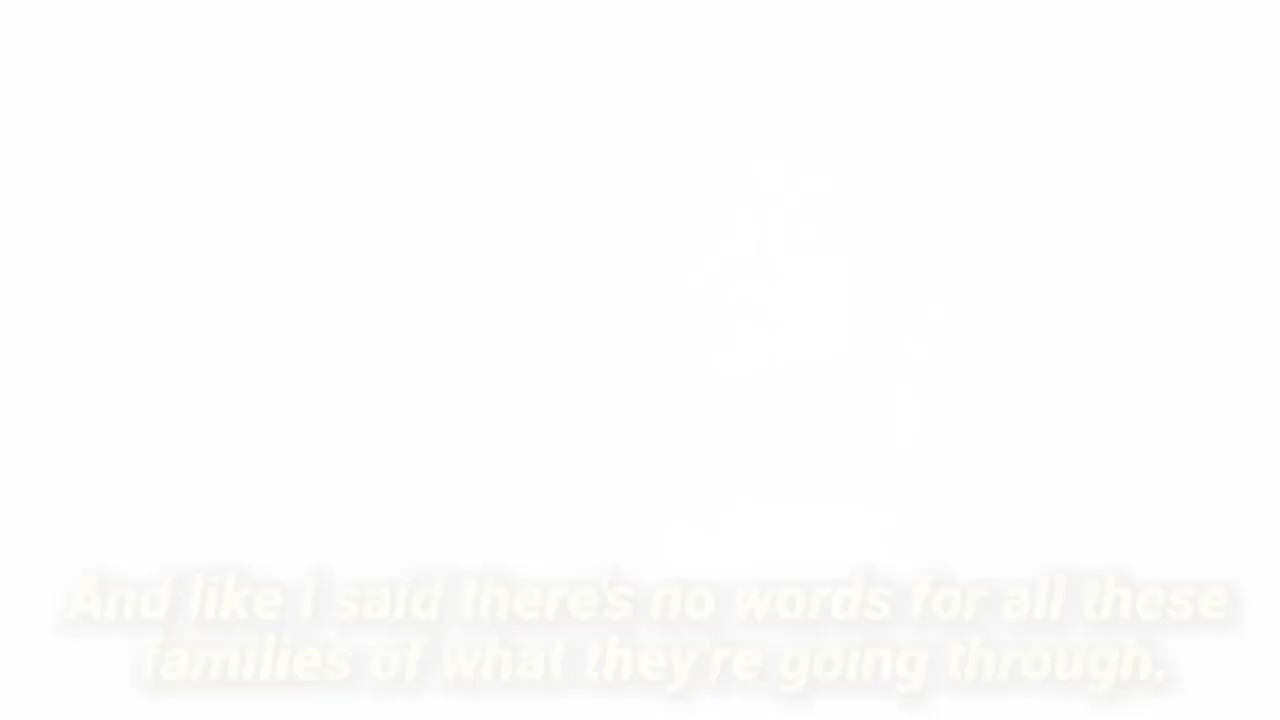 And like I said there's no words for all these
families of what they're going through.